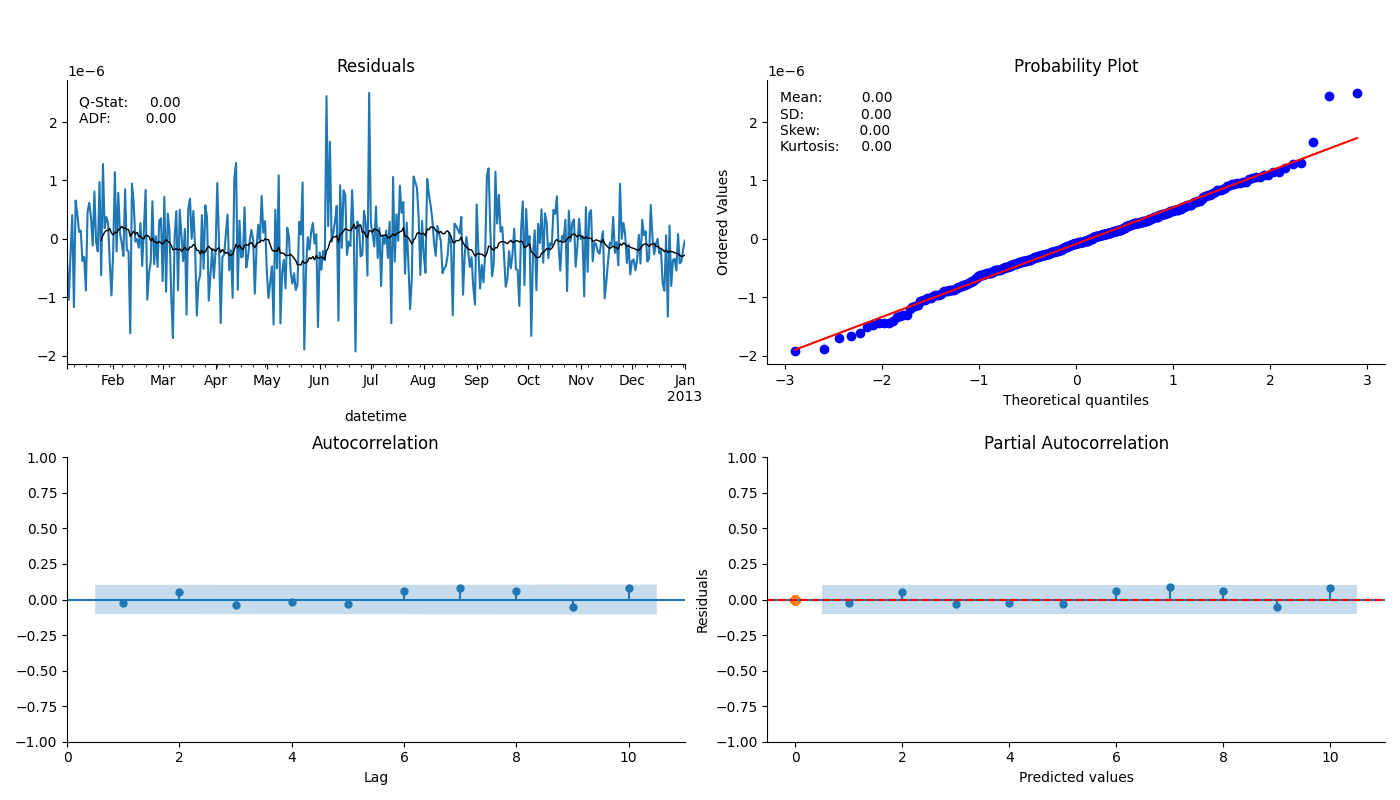 Residuals
1e−6
Q-Stat: 0.00
ADF: 0.00
2
1
0
−1
−2
Feb Mar Apr May Jun Jul Aug Sep Oct Nov Dec Jan
2013
datetime
Probability Plot
1e−6
Mean: 0.00
SD: 0.00
Skew: 0.00
Kurtosis: 0.00
Ordered Values
2
1
0
−1
−2
−3 −2 −1 0 1 2 3
Theoretical quantiles
Autocorrelation
1.00
0.75
0.50
0.25
0.00
−0.25
−0.50
−0.75
−1.00
0 2 4 6 8 10
Lag
Partial Autocorrelation
Residuals
1.00
0.75
0.50
0.25
0.00
−0.25
−0.50
−0.75
−1.00
0 2 4 6 8 10
Predicted values